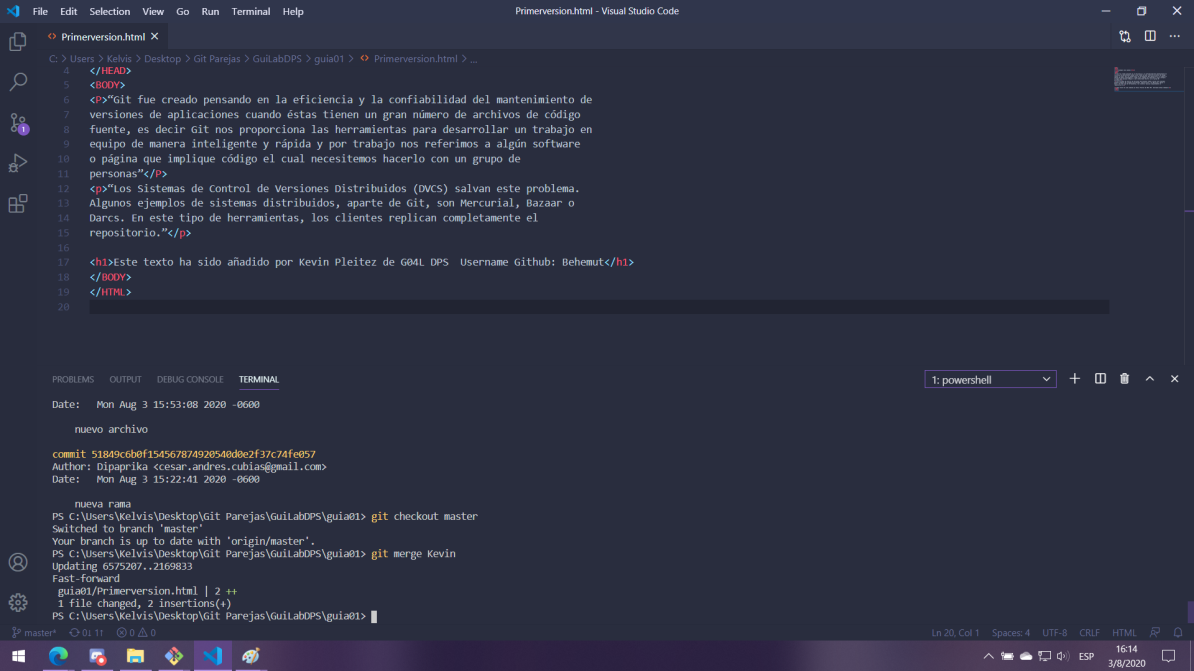 File Edit Selection View Go Run Terminal Help
Primerversion.html - Visual Studio Code
<> Primerversion.html ×
C: > Users > Kelvis > Desktop > Git Parejas > GuiLabDPS > guia01 > <> Primerversion.html > ...
4 </HEAD>
5 <BODY>
6 <P>“Git fue creado pensando en la eficiencia y la confiabilidad del mantenimiento de
7 versiones de aplicaciones cuando éstas tienen un gran número de archivos de código
8 fuente, es decir Git nos proporciona las herramientas para desarrollar un trabajo en
9 equipo de manera inteligente y rápida y por trabajo nos referimos a algún software
10 o página que implique código el cual necesitemos hacerlo con un grupo de
11 personas”</P>
12 <p>“Los Sistemas de Control de Versiones Distribuidos (DVCS) salvan este problema.
13 Algunos ejemplos de sistemas distribuidos, aparte de Git, son Mercurial, Bazaar o
14 Darcs. En este tipo de herramientas, los clientes replican completamente el
15 repositorio.”</p>
16
17 <h1>Este texto ha sido añadido por Kevin Pleitez de G04L DPS  Username Github: Behemut</h1>
18 </BODY>
19 </HTML>
20
1
PROBLEMS OUTPUT DEBUG CONSOLE TERMINAL
1: powershell
Date:   Mon Aug 3 15:53:08 2020 -0600
nuevo archivo
commit 51849c6b0f154567874920540d0e2f37c74fe057
Author: Dipaprika <cesar.andres.cubias@gmail.com>
Date:   Mon Aug 3 15:22:41 2020 -0600
nueva rama
PS C:\Users\Kelvis\Desktop\Git Parejas\GuiLabDPS\guia01> git checkout master
Switched to branch 'master'
Your branch is up to date with 'origin/master'.
PS C:\Users\Kelvis\Desktop\Git Parejas\GuiLabDPS\guia01> git merge Kevin
Updating 6575207..2169833
Fast-forward
guia01/Primerversion.html | 2 ++
1 file changed, 2 insertions(+)
PS C:\Users\Kelvis\Desktop\Git Parejas\GuiLabDPS\guia01>
master* 0↓ 1↑ 0 0
Ln 20, Col 1 Spaces: 4 UTF-8 CRLF HTML
ESP
16:14
3/8/2020